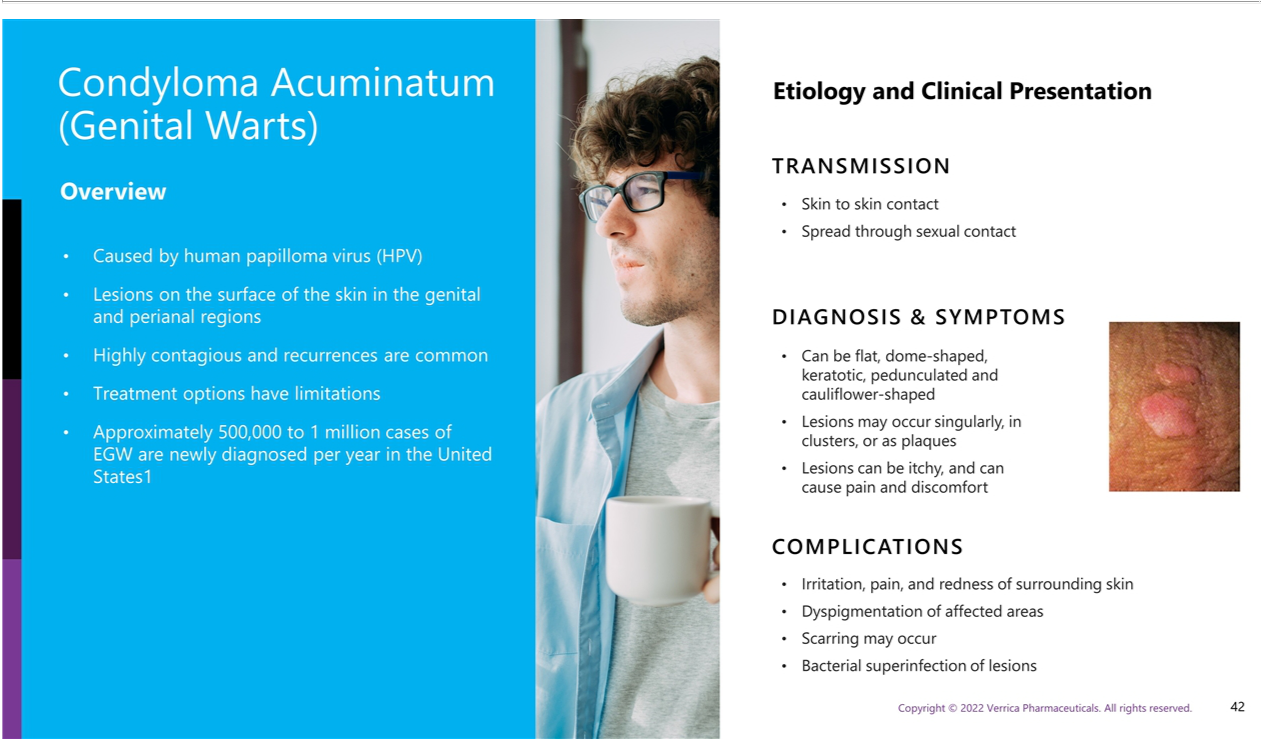 Condyloma Acuminatum
(Genital Warts)
Overview
• Caused by human papilloma virus (HPV)
• Lesions on the surface of the skin in the genital
and perianal regions
• Highly contagious and recurrences are common
• Treatment options have limitations
• Approximately 500,000 to 1 million cases of
EGW are newly diagnosed per year in the United
States1
Etiology and Clinical Presentation
TRANSMISSION
• Skin to skin contact
• Spread through sexual contact
DIAGNOSIS & SYMPTOMS
• Can be flat, dome-shaped,
keratotic, pedunculated and
cauliflower-shaped
• Lesions may occur singularly, in
clusters, or as plaques
• Lesions can be itchy, and can
cause pain and discomfort
COMPLICATIONS
• Irritation, pain, and redness of surrounding skin
• Dyspigmentation of affected areas
• Scarring may occur
• Bacterial superinfection of lesions
Copyright © 2022 Verrica Pharmaceuticals. All rights reserved. 42